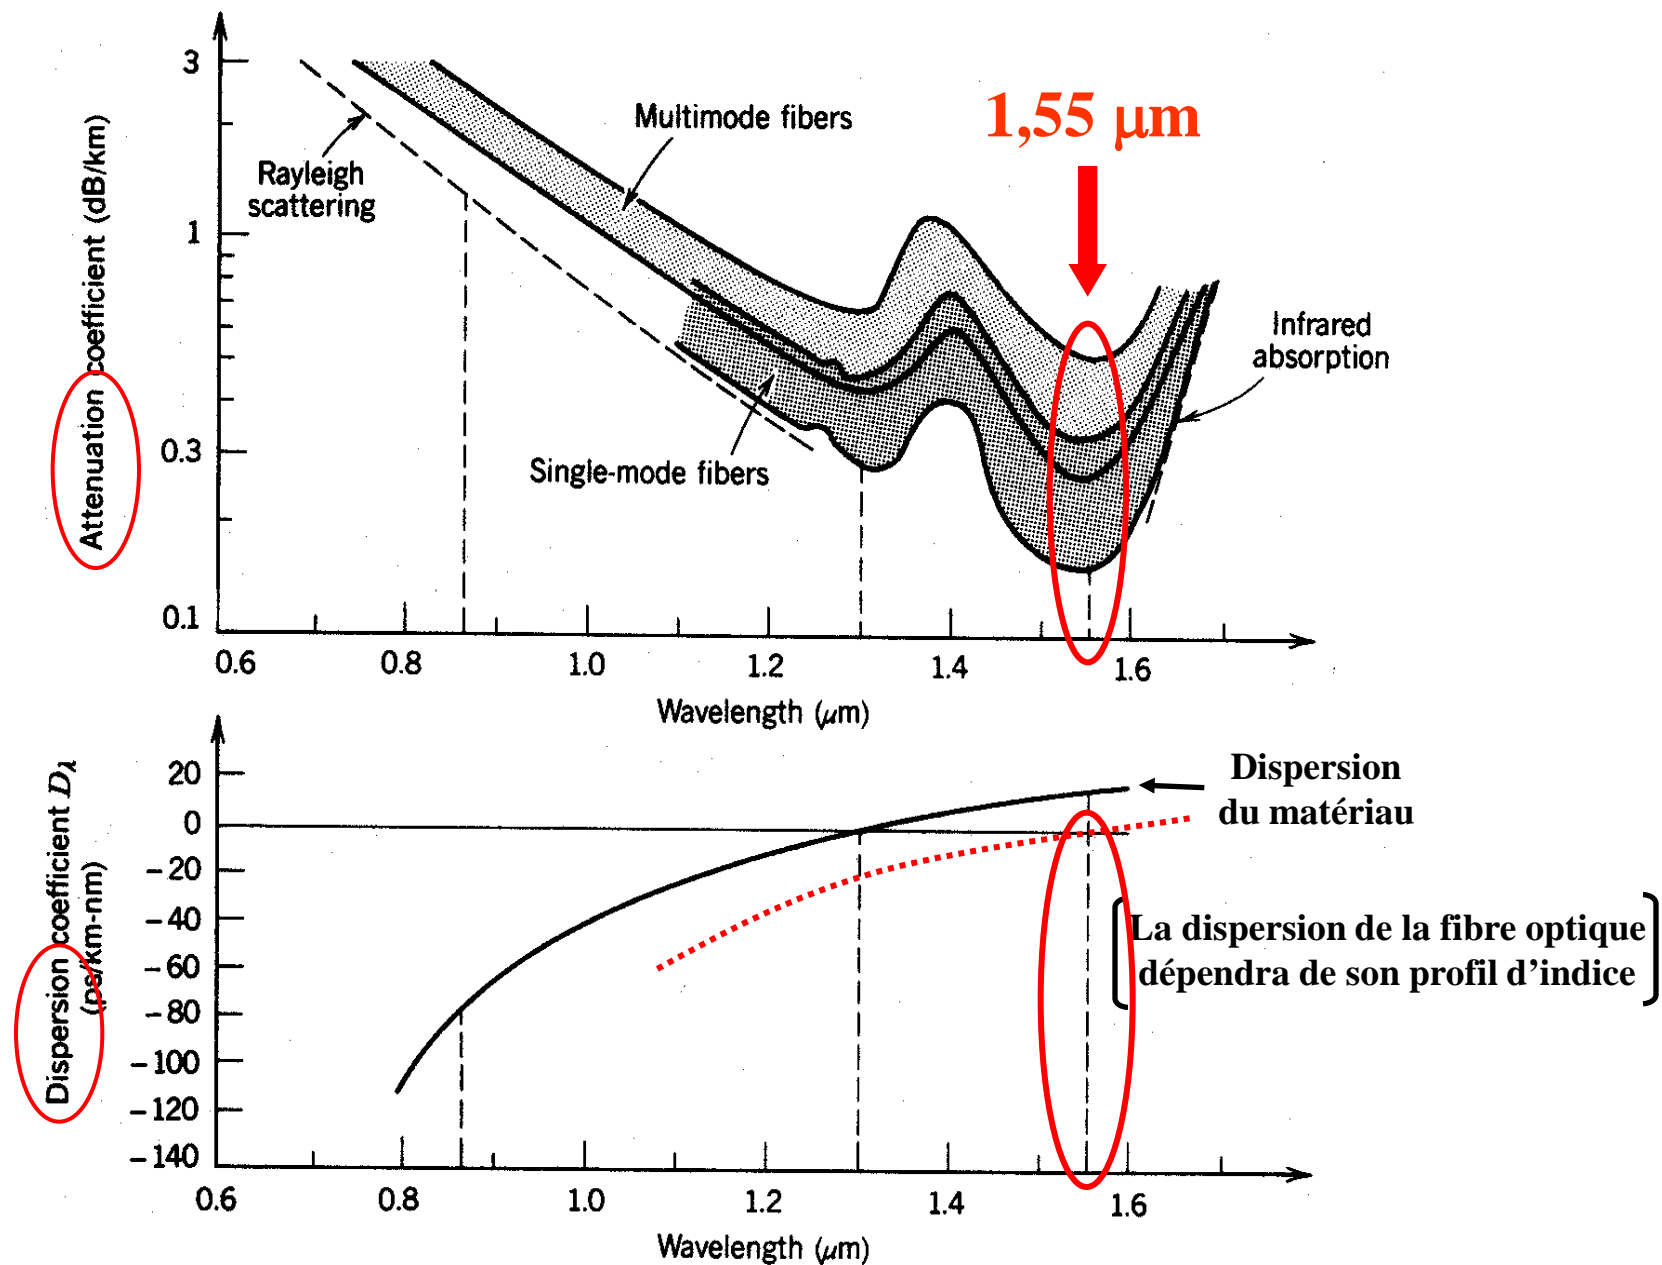 Attenuation coefficient (dB/km)
3
1
0.3
0.1
Rayleigh
scattering
Multimode fibers
1,55 μm
Single-mode fibers
Infrared
absorption
0.6
0.8
1.0
1.2
1.4
1.6
Wavelength (μm)
Dispersion coefficient Dλ
(ps/km-nm)
20
0
-20
-40
-60
-80
-100
-120
-140
Dispersion
du matériau
La dispersion de la fibre optique
dépendra de son profil d'indice
0.6
0.8
1.0
1.2
1.4
1.6
Wavelength (μm)